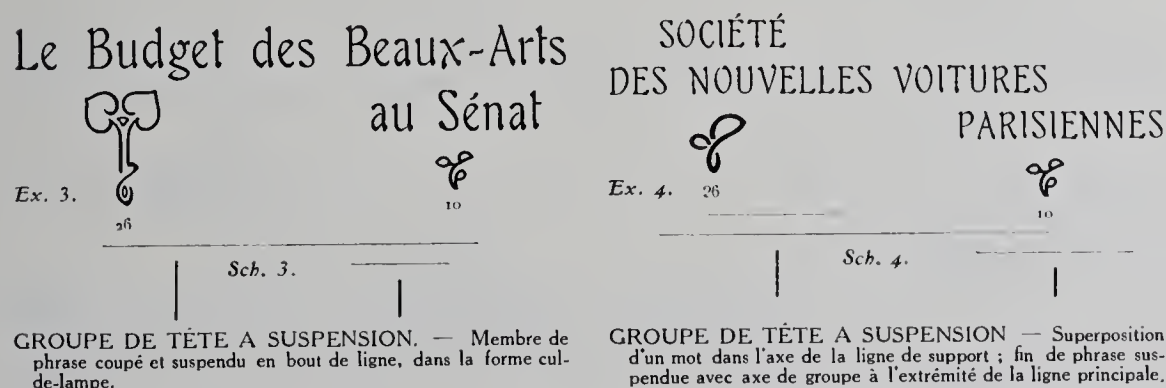 Le Budget des Beaux-Arts
au Sénat
Ex. 3.
26
10
Sch. 3.
GROUPE DE TÊTE A SUSPENSION. — Membre de
phrase coupé et suspendu en bout de ligne, dans la forme cul-
de-lampe.
SOCIÉTÉ
DES NOUVELLES VOITURES
PARISIENNES
Ex. 4.
26
10
Sch. 4.
GROUPE DE TÊTE A SUSPENSION — Superposition
d'un mot dans l'axe de la ligne de support ; fin de phrase sus-
pendue avec axe de groupe à l'extrémité de la ligne principale.